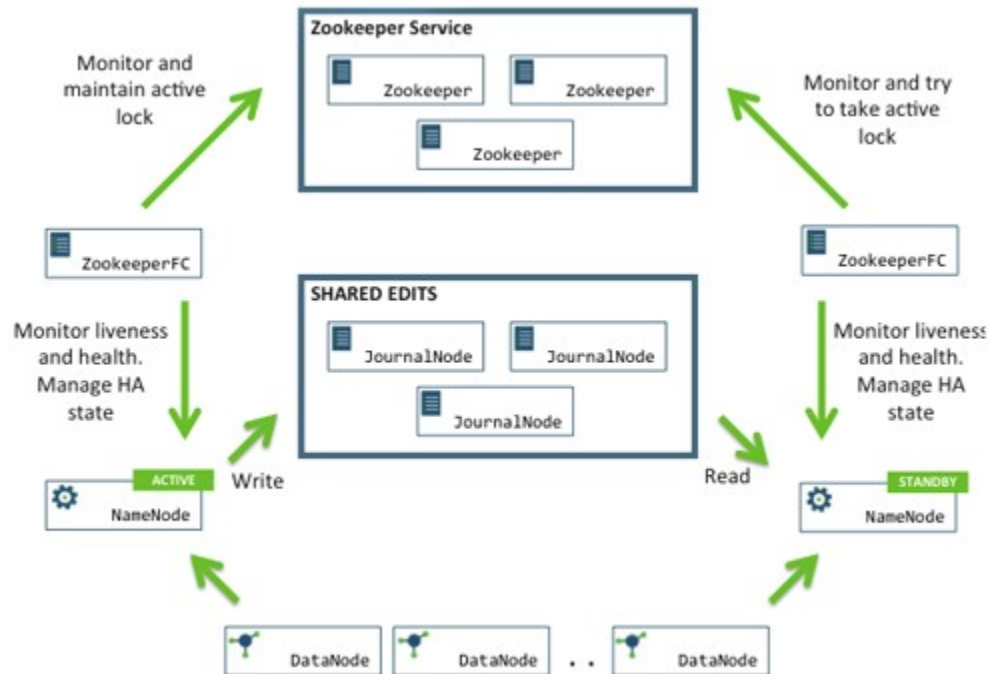 Zookeeper Service
Zookeeper
Zookeeper
Zookeeper
Monitor and
maintain active
lock
Monitor and try
to take active
lock
ZookeeperFC
ZookeeperFC
SHARED EDITS
JournalNode
JournalNode
JournalNode
Monitor liveness
and health.
Manage HA
state
Monitor liveness
and health.
Manage HA
state
Write
Read
ACTIVE
NameNode
STANDBY
NameNode
DataNode
DataNode
. .
DataNode